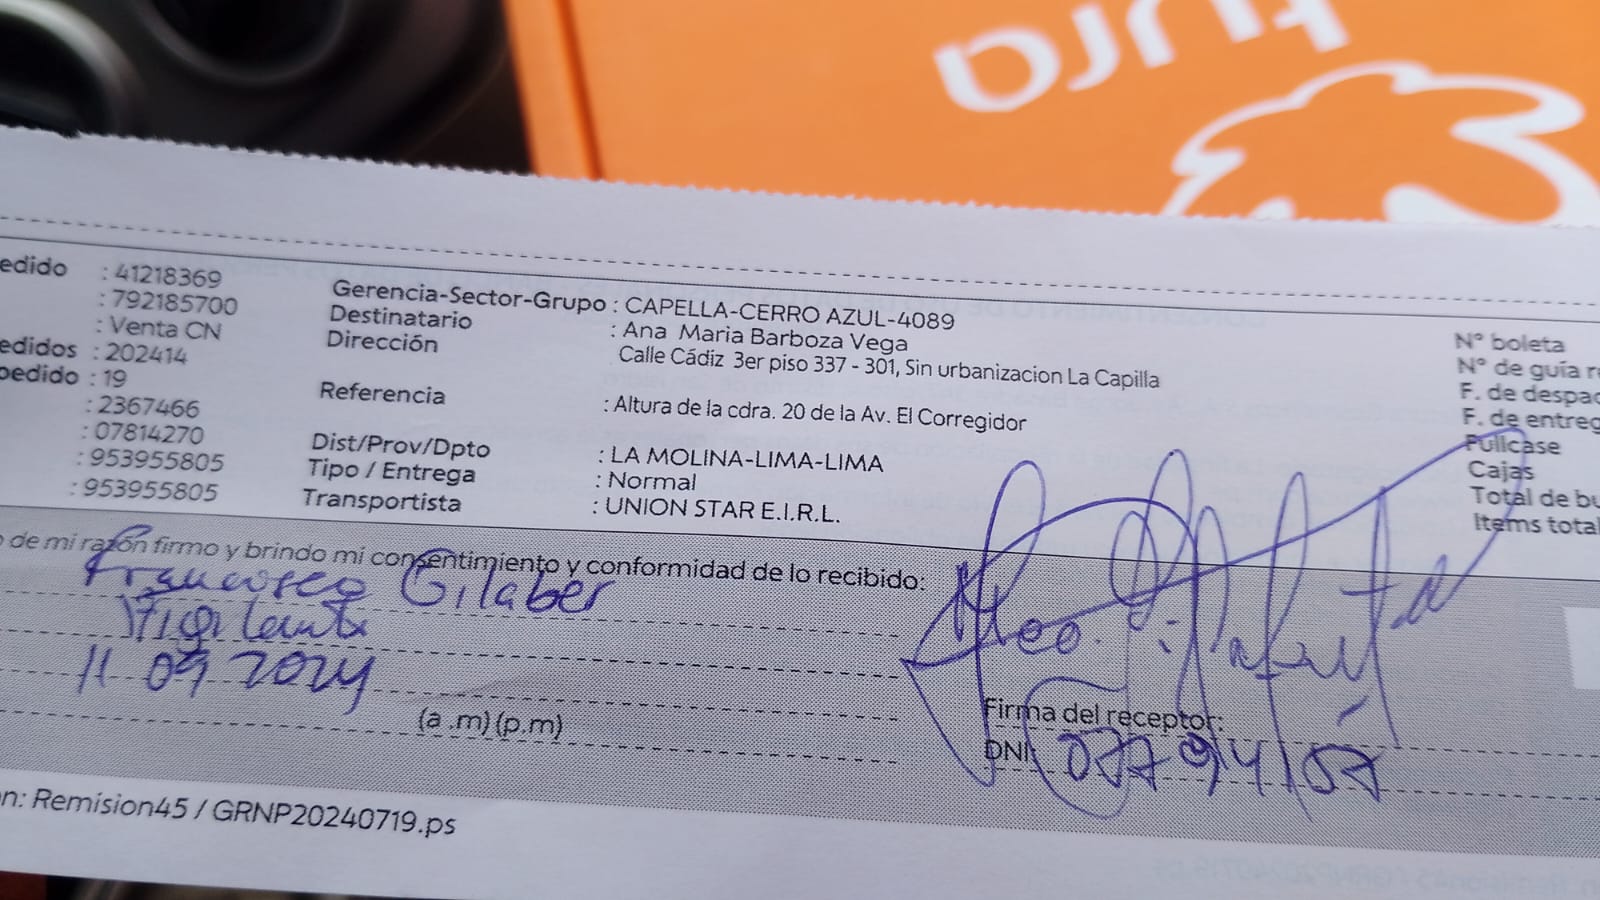 tura
edido : 41218369
: 792185700
: Venta CN
edidos : 202414
pedido : 19
: 2367466
: 07814270
: 953955805
: 953955805
Gerencia-Sector-Grupo : CAPELLA-CERRO AZUL-4089
Destinatario : Ana Maria Barboza Vega
Dirección Calle Cádiz 3er piso 337 - 301, Sin urbanizacion La Capilla
Referencia : Altura de la cdra. 20 de la Av. El Corregidor
Dist/Prov/Dpto : LA MOLINA-LIMA-LIMA
Tipo / Entrega : Normal
Transportista : UNION STAR E.I.R.L.
N° boleta
N° de guía re
F. de despac
F. de entreg
Fullcase
Cajas
Total de bu
Items total
o de mi razón firmo y brindo mi consentimiento y conformidad de lo recibido:
Francisco Gilaber
Vigilante
11 09 2024
(a .m) (p.m)
Firma del receptor:
DNI:
n: Remision45 / GRNP20240719.ps